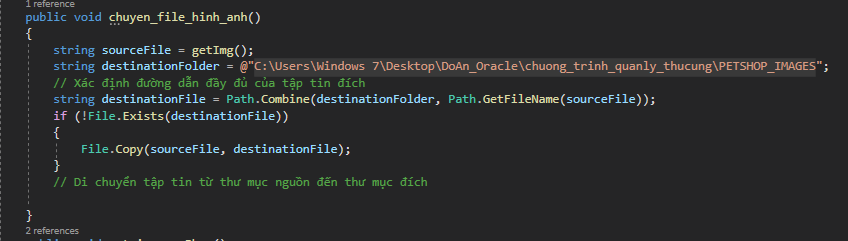 1 reference
public void chuyen_file_hinh_anh()
{
string sourceFile = getImg();
string destinationFolder = @"C:\Users\Windows 7\Desktop\DoAn_Oracle\chuong_trinh_quanly_thucung\PETSHOP_IMAGES";
// Xác định đường dẫn đầy đủ của tập tin đích
string destinationFile = Path.Combine(destinationFolder, Path.GetFileName(sourceFile));
if (!File.Exists(destinationFile))
{
File.Copy(sourceFile, destinationFile);
}
// Di chuyển tập tin từ thư mục nguồn đến thư mục đích
}
2 references